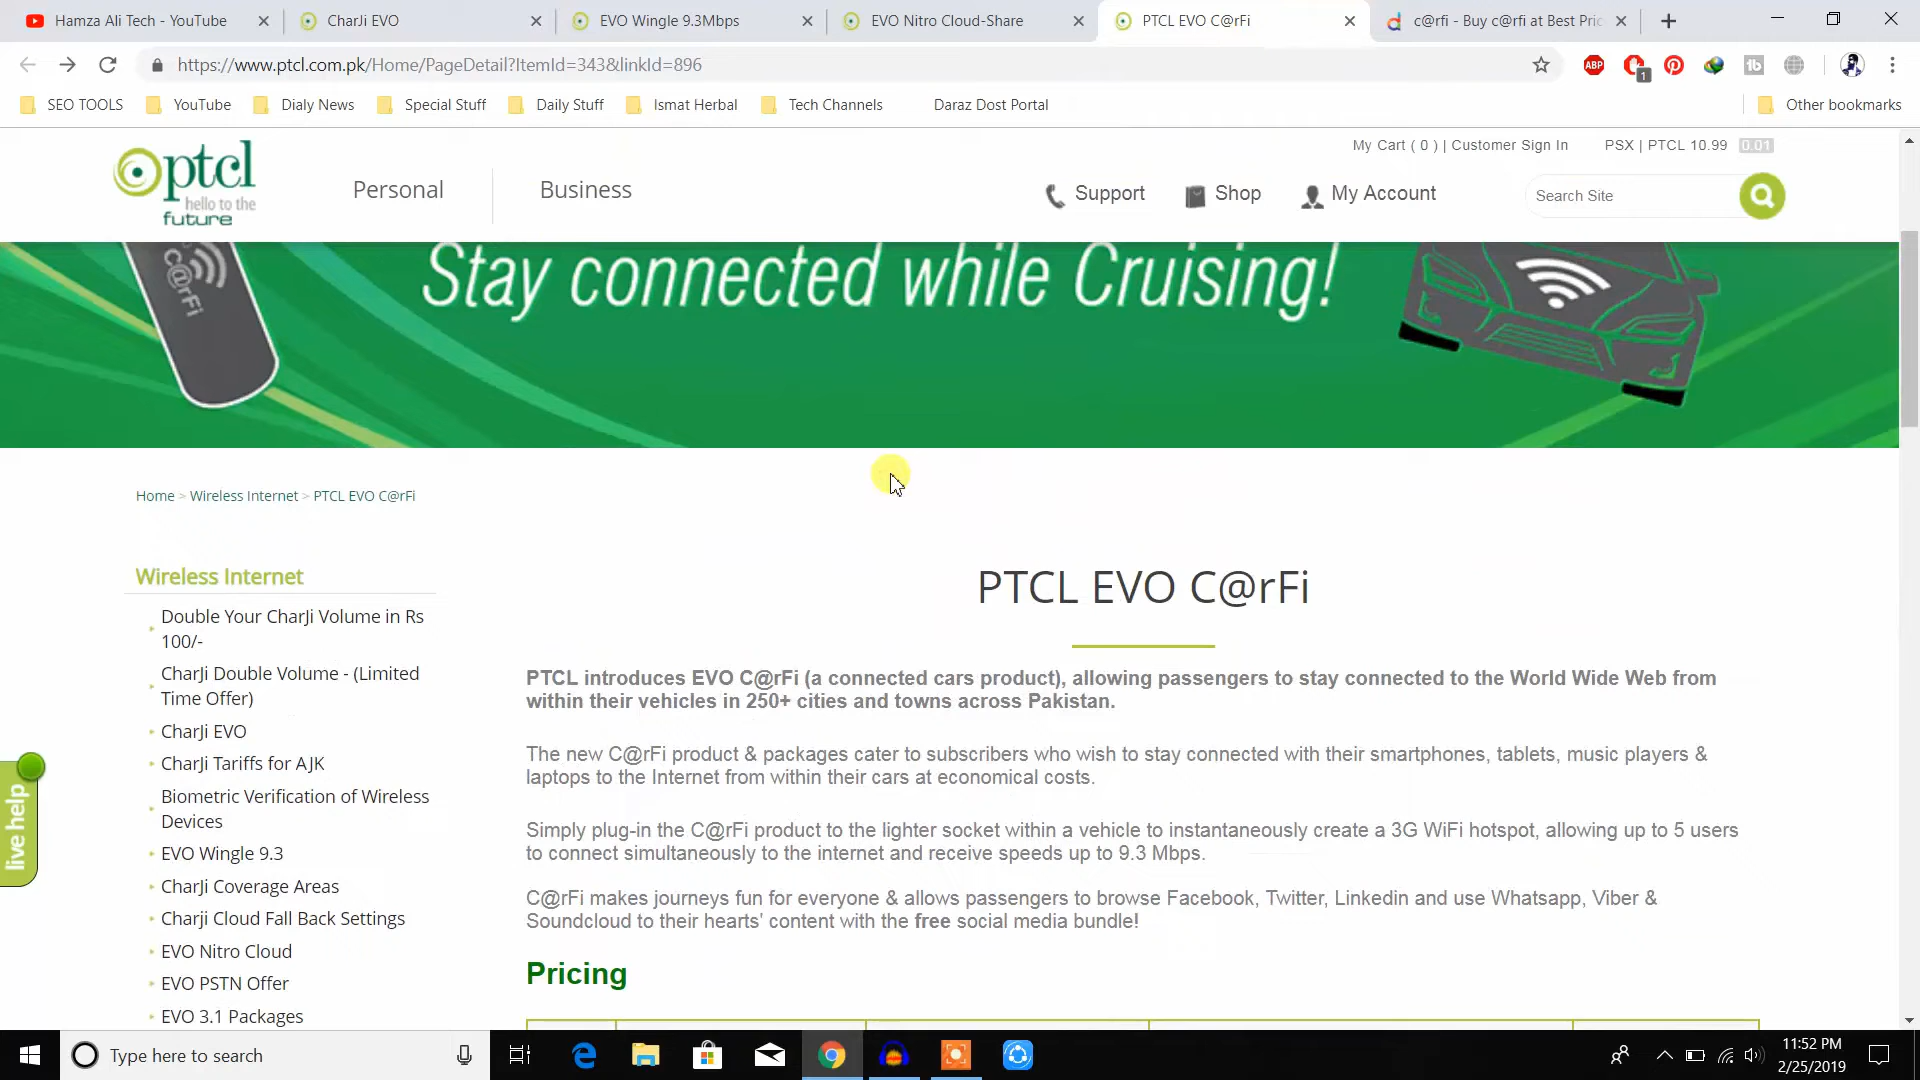 Hamza Ali Tech - YouTube
CharJi EVO
EVO Wingle 9.3Mbps
EVO Nitro Cloud-Share
PTCL EVO C@rFi
c@rfi - Buy c@rfi at Best Pric
https://www.ptcl.com.pk/Home/PageDetail?ItemId=343&linkId=896
ABP
1
SEO TOOLS
YouTube
Dialy News
Special Stuff
Daily Stuff
Ismat Herbal
Tech Channels
Daraz Dost Portal
Other bookmarks
My Cart ( 0 ) | Customer Sign In
PSX | PTCL 10.99 0.01
ptcl
hello to the
future
Personal
Business
Support
Shop
My Account
Search Site
C@rFi
Stay connected while Cruising!
Home > Wireless Internet > PTCL EVO C@rFi
Wireless Internet
Double Your CharJi Volume in Rs
100/-
CharJi Double Volume - (Limited
Time Offer)
CharJi EVO
CharJi Tariffs for AJK
Biometric Verification of Wireless
Devices
EVO Wingle 9.3
CharJi Coverage Areas
Charji Cloud Fall Back Settings
EVO Nitro Cloud
EVO PSTN Offer
EVO 3.1 Packages
live help
PTCL EVO C@rFi
PTCL introduces EVO C@rFi (a connected cars product), allowing passengers to stay connected to the World Wide Web from
within their vehicles in 250+ cities and towns across Pakistan.
The new C@rFi product & packages cater to subscribers who wish to stay connected with their smartphones, tablets, music players &
laptops to the Internet from within their cars at economical costs.
Simply plug-in the C@rFi product to the lighter socket within a vehicle to instantaneously create a 3G WiFi hotspot, allowing up to 5 users
to connect simultaneously to the internet and receive speeds up to 9.3 Mbps.
C@rFi makes journeys fun for everyone & allows passengers to browse Facebook, Twitter, Linkedin and use Whatsapp, Viber &
Soundcloud to their hearts' content with the free social media bundle!
Pricing
Type here to search
11:52 PM
2/25/2019